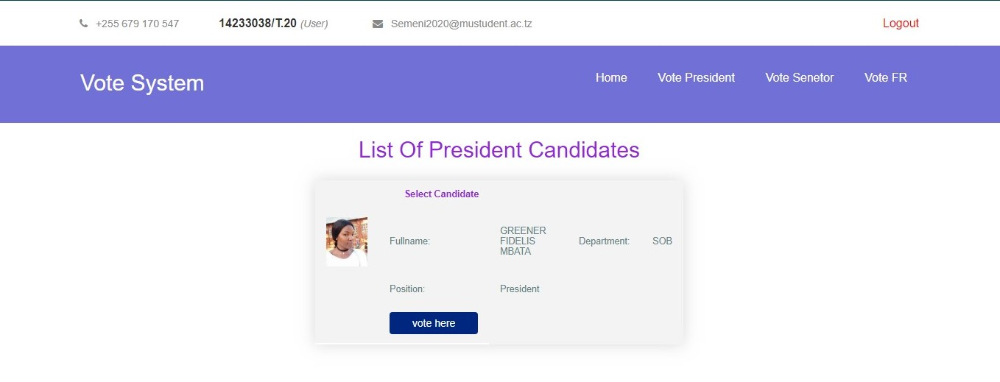 +255 679 170 547 14233038/T.20 (User) Semeni2020@mustudent.ac.tz Logout
Vote System Home Vote President Vote Senetor Vote FR
List Of President Candidates
Select Candidate
Fullname: GREENER FIDELIS MBATA Department: SOB
Position: President
vote here